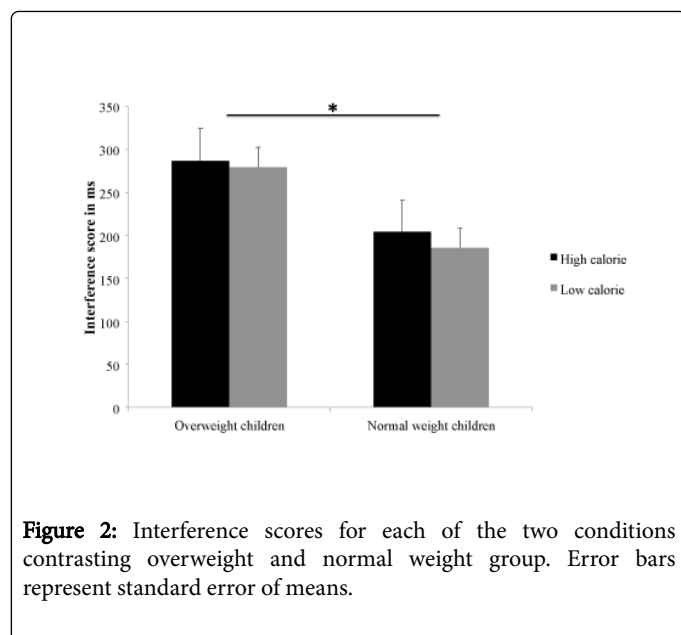 *
350
300
250
200
150
100
50
0
Interference score in ms
Overweight children
Normal weight children
High calorie
Low calorie
Figure 2: Interference scores for each of the two conditions
contrasting overweight and normal weight group. Error bars
represent standard error of means.